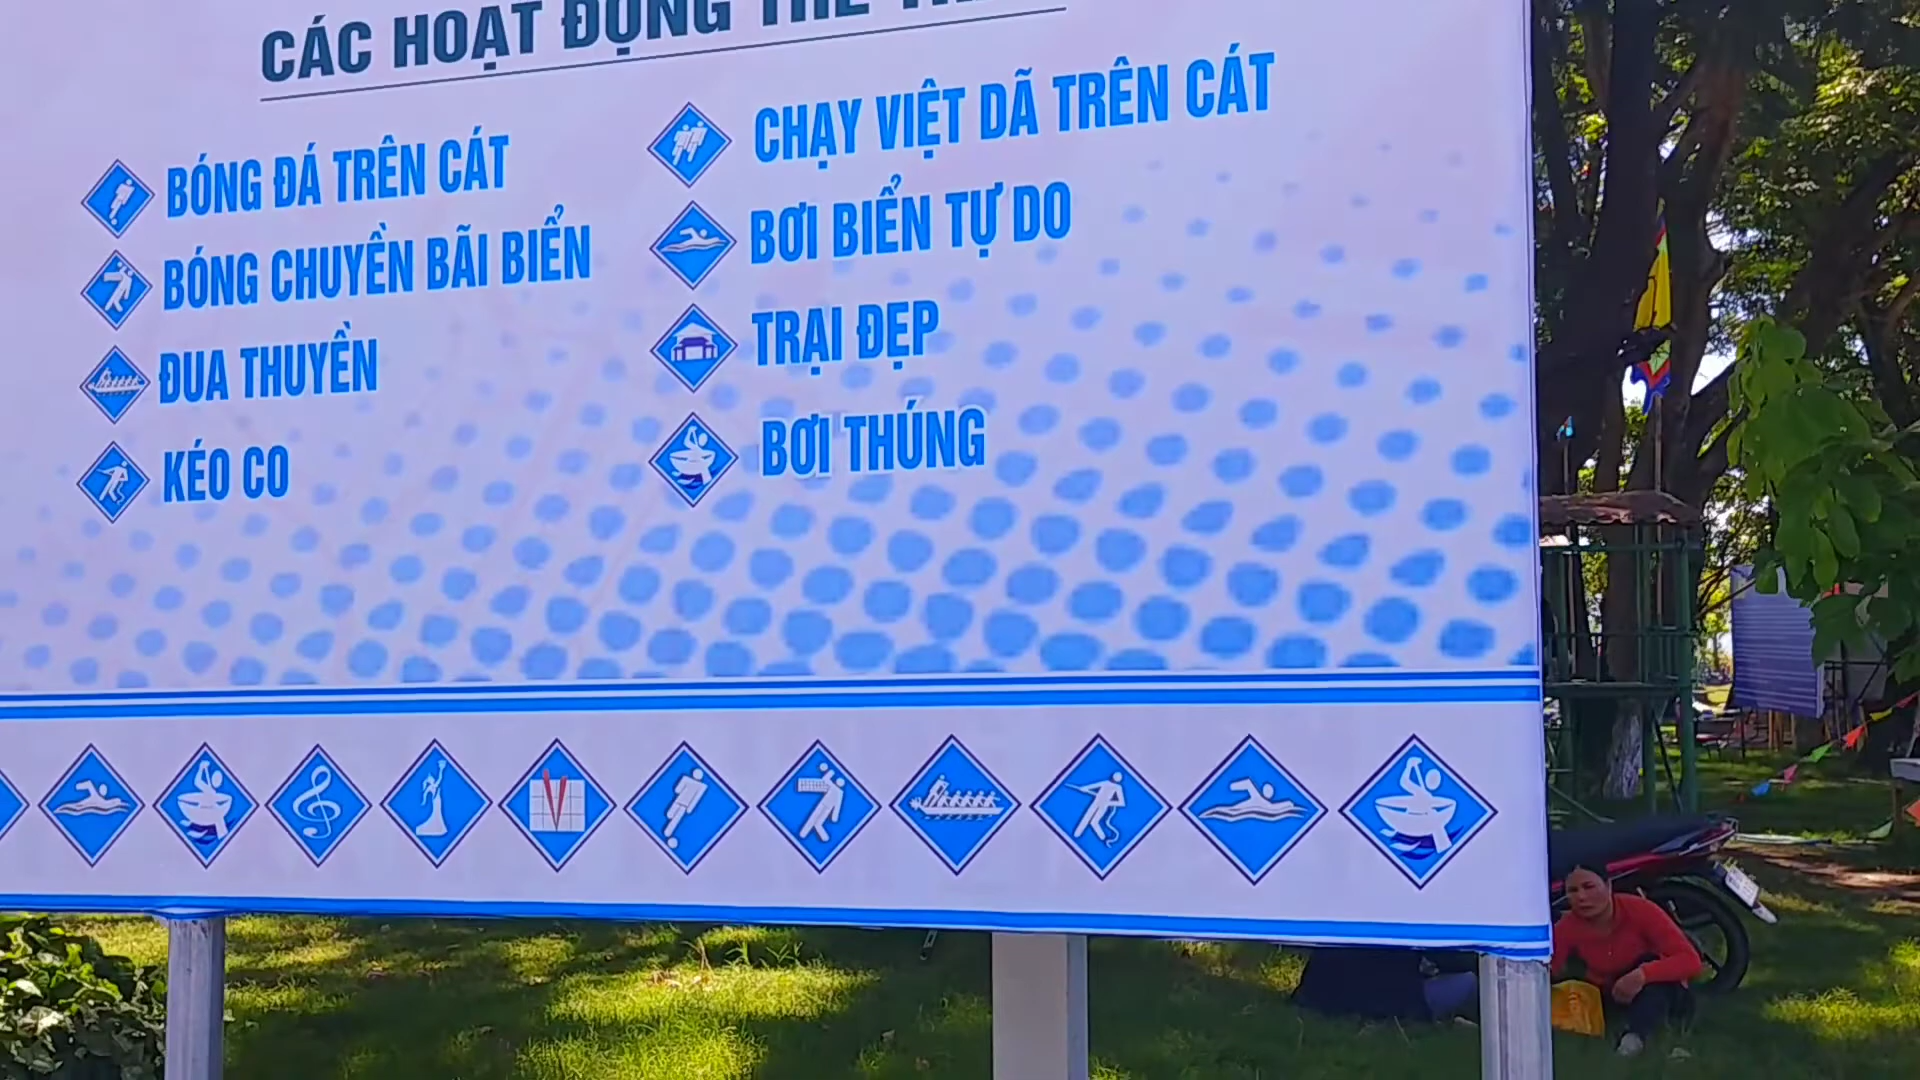 CÁC HOẠT ĐỘNG THỂ
BÓNG ĐÁ TRÊN CÁT
BÓNG CHUYỀN BÃI BIỂN
ĐUA THUYỀN
KÉO CO
CHẠY VIỆT DÃ TRÊN CÁT
BƠI BIỂN TỰ DO
TRẠI ĐẸP
BƠI THÚNG